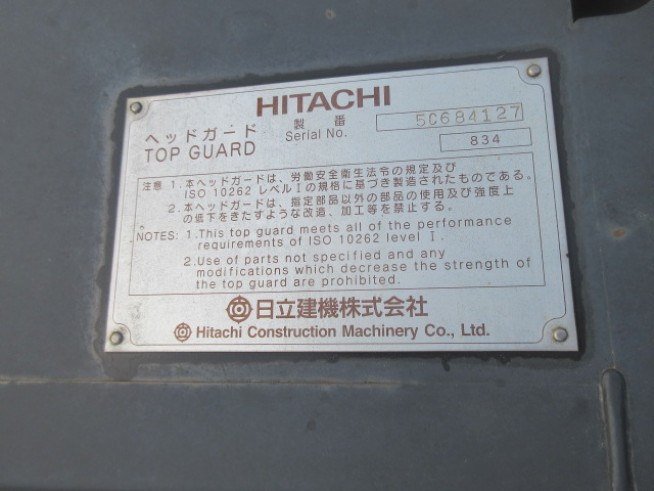 HITACHI
ヘッドガード 製番 5C684127
TOP GUARD Serial No. 834
注意 1.本ヘッドガードは、労働安全衛生法令の規定及び
ISO 10262 レベルⅠの規格に基づき製造されたものである。
2.本ヘッドガードは、指定部品以外の部品の使用及び強度上
の低下をきたすような改造、加工等を禁止する。
NOTES: 1.This top guard meets all of the performance
requirements of ISO 10262 level Ⅰ.
2.Use of parts not specified and any
modifications which decrease the strength of
the top guard are prohibited.
日立建機株式会社
Hitachi Construction Machinery Co., Ltd.